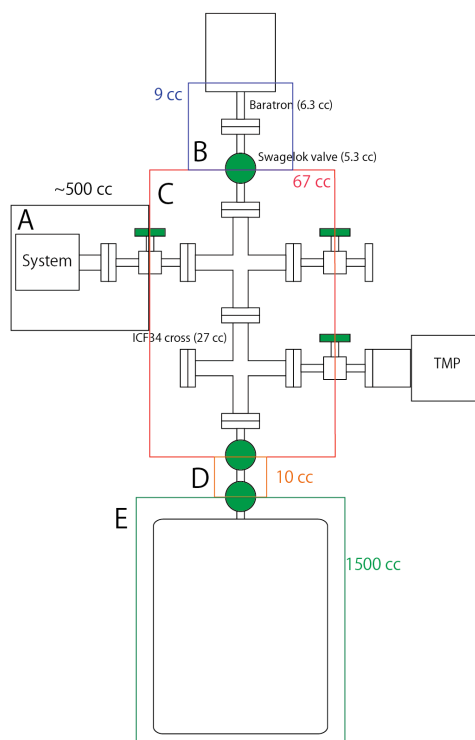 9 cc
Baratron (6.3 cc)
B
Swagelok valve (5.3 cc)
~500 cc
C
67 cc
A
System
ICF34 cross (27 cc)
TMP
D
10 cc
E
1500 cc